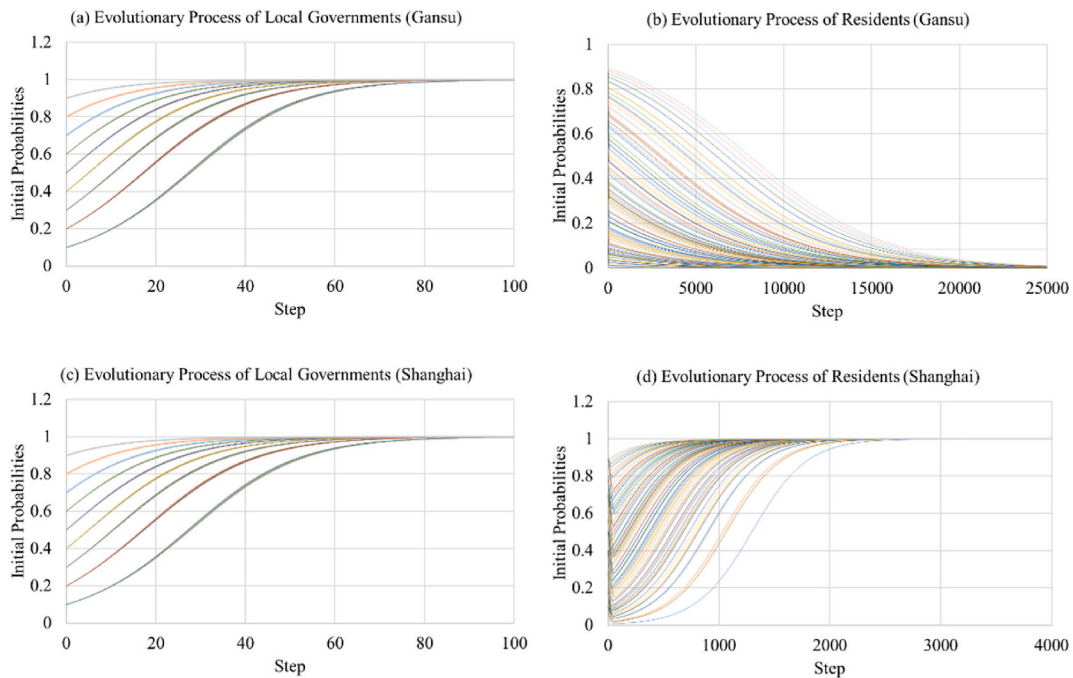 (a) Evolutionary Process of Local Governments (Gansu)
1.2
1
0.8
0.6
0.4
0.2
0
Initial Probabilities
0 20 40 60 80 100
Step
(b) Evolutionary Process of Residents (Gansu)
1
0.8
0.6
0.4
0.2
0
Initial Probabilities
0 5000 10000 15000 20000 25000
Step
(c) Evolutionary Process of Local Governments (Shanghai)
1.2
1
0.8
0.6
0.4
0.2
0
Initial Probabilities
0 20 40 60 80 100
Step
(d) Evolutionary Process of Residents (Shanghai)
1.2
1
0.8
0.6
0.4
0.2
0
Initial Probabilities
0 1000 2000 3000 4000
Step